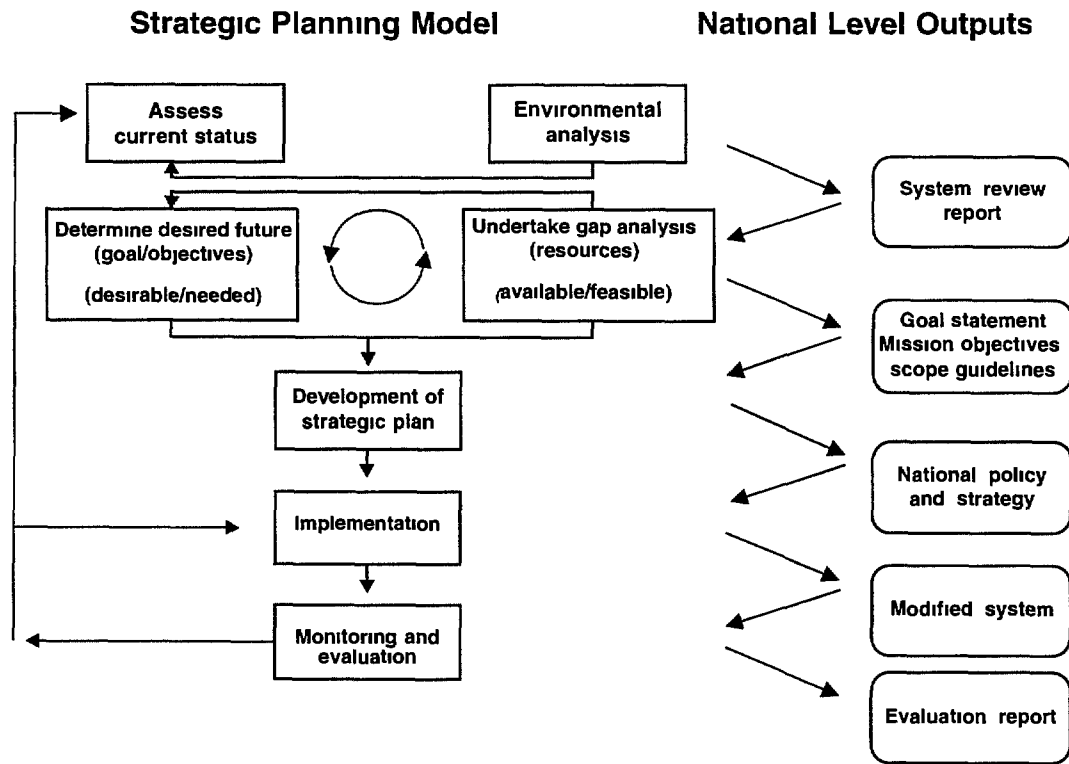 Strategic Planning Model
National Level Outputs
Assess
current status
Environmental
analysis
Determine desired future
(goal/objectives)
(desirable/needed)
Undertake gap analysis
(resources)
(available/feasible)
Development of
strategic plan
Implementation
Monitoring and
evaluation
System review
report
Goal statement
Mission objectives
scope guidelines
National policy
and strategy
Modified system
Evaluation report